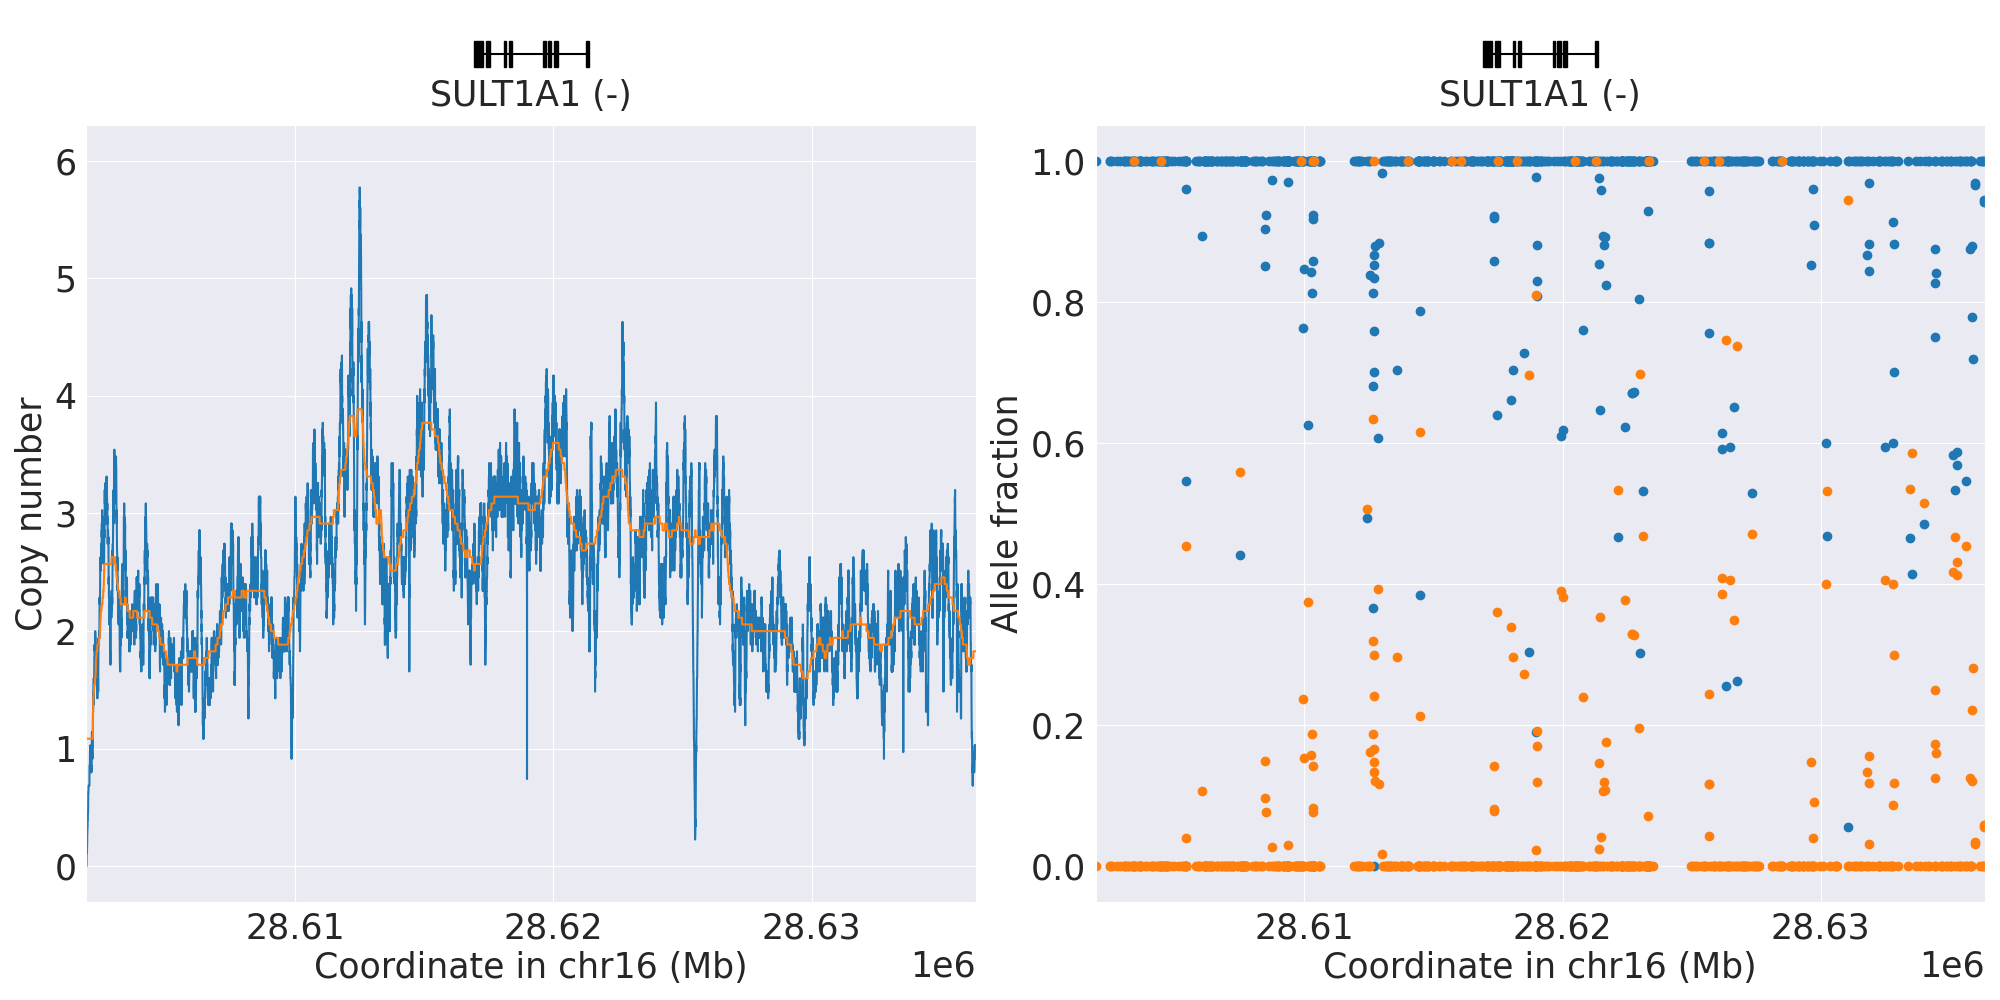 SULT1A1 (-)
6
5
4
3
2
1
0
Copy number
28.61
28.62
28.63
Coordinate in chr16 (Mb)
1e6
SULT1A1 (-)
1.0
0.8
0.6
0.4
0.2
0.0
Allele fraction
28.61
28.62
28.63
Coordinate in chr16 (Mb)
1e6